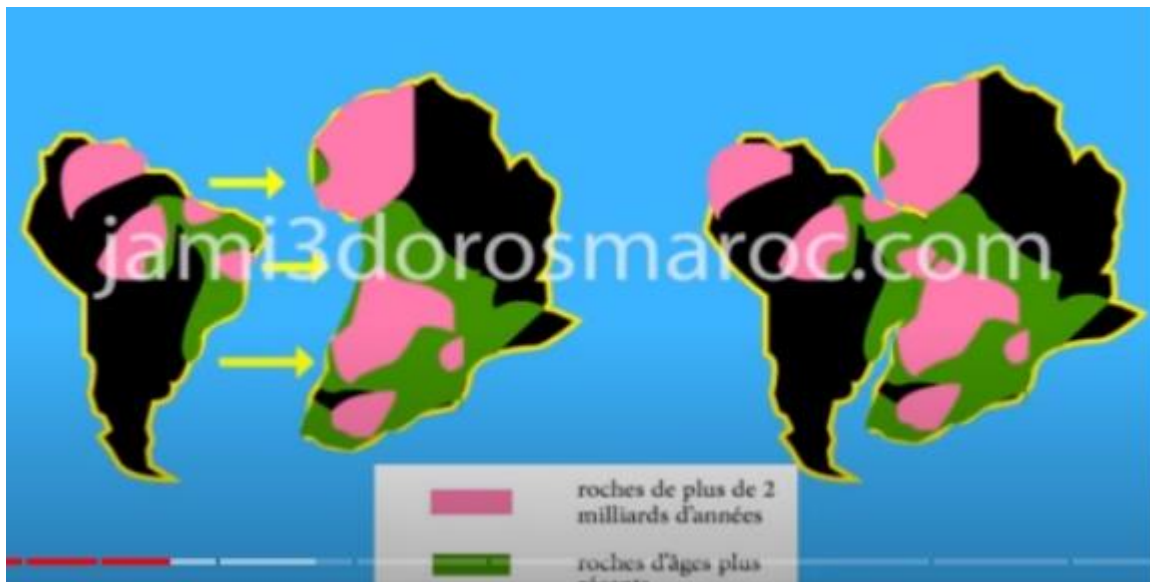 jami3dorosmaroc.com
roches de plus de 2
milliards d'années
roches d'âges plus